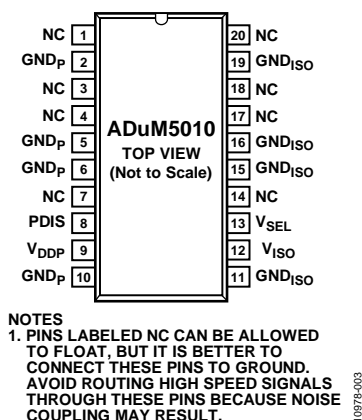 NC 1 20 NC
GNDP 2 19 GNDISO
NC 3 18 NC
NC 4 17 NC
GNDP 5 16 GNDISO
GNDP 6 15 GNDISO
NC 7 14 NC
PDIS 8 13 VSEL
VDDP 9 12 VISO
GNDP 10 11 GNDISO
ADuM5010
TOP VIEW
(Not to Scale)
NOTES
1. PINS LABELED NC CAN BE ALLOWED
TO FLOAT, BUT IT IS BETTER TO
CONNECT THESE PINS TO GROUND.
AVOID ROUTING HIGH SPEED SIGNALS
THROUGH THESE PINS BECAUSE NOISE
COUPLING MAY RESULT.
10979-003